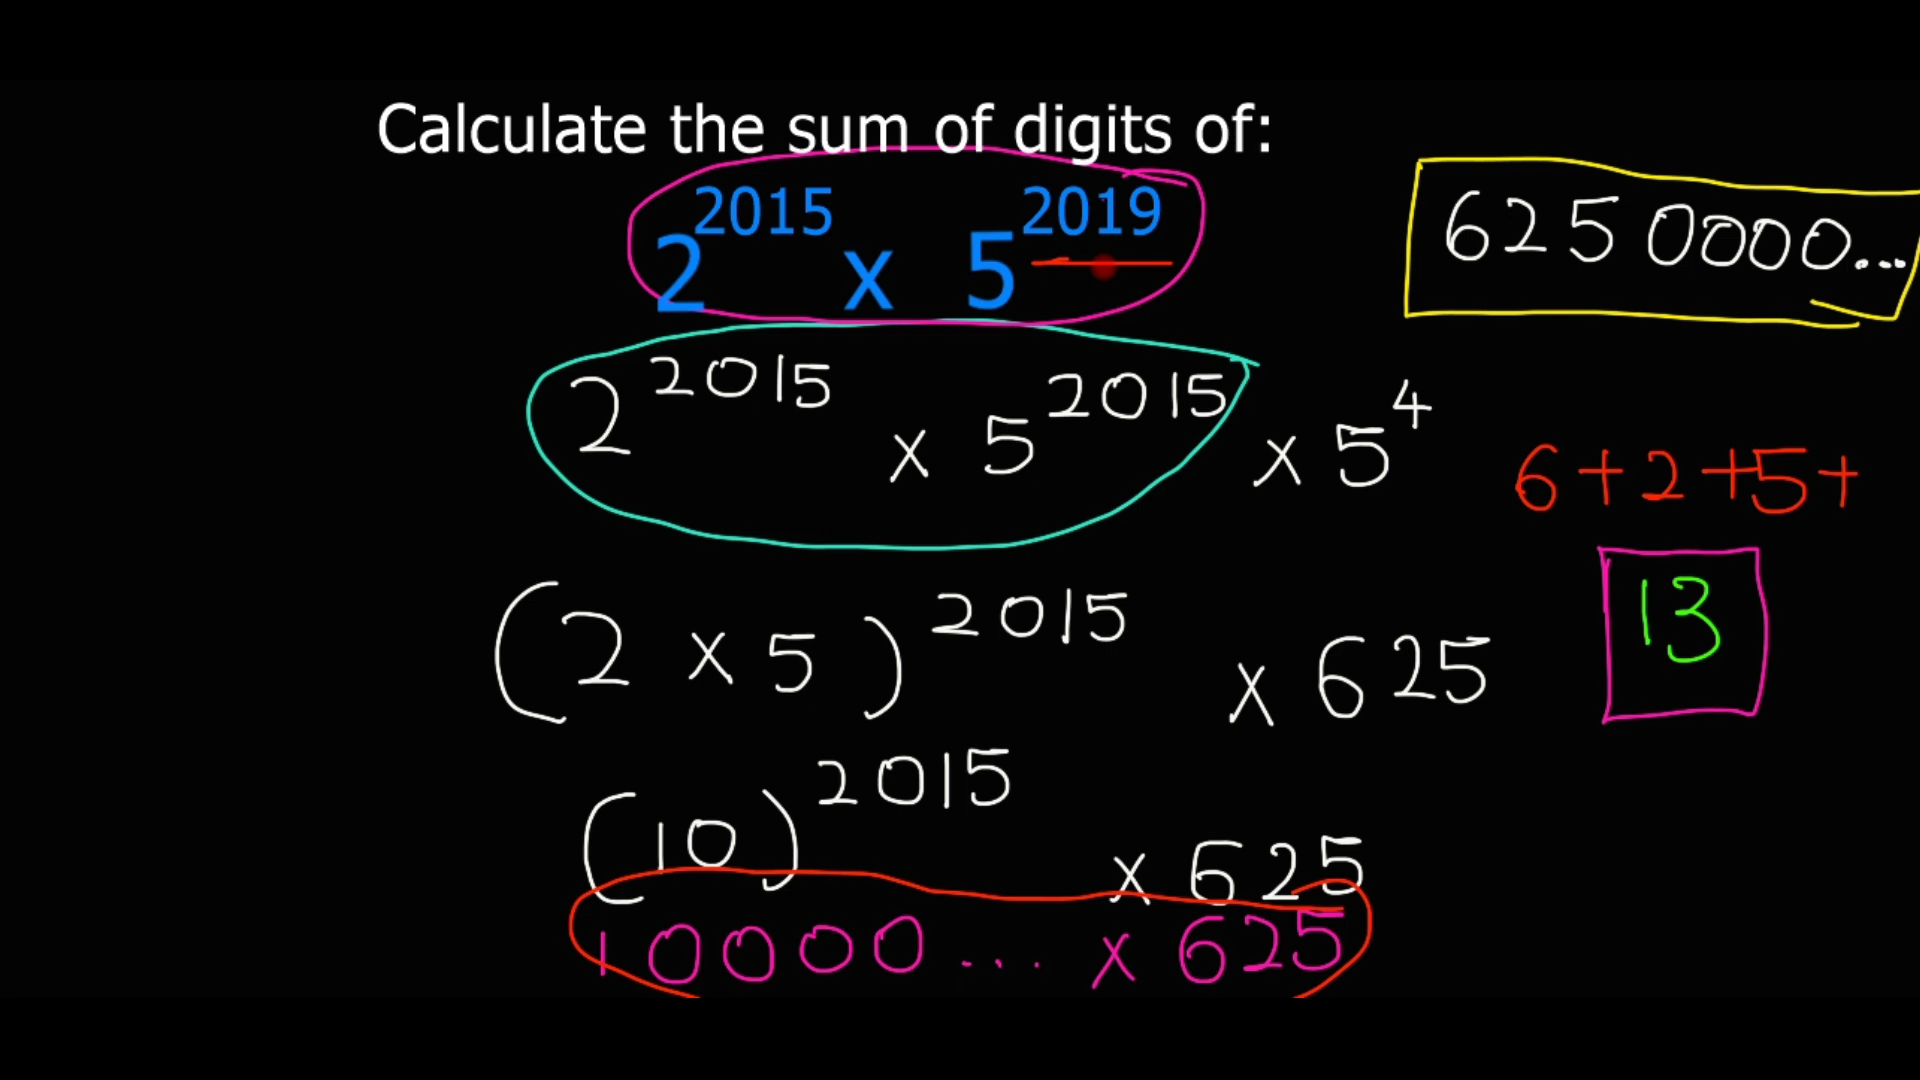 Calculate the sum of digits of:
2^2015 x 5^2019
6250000...
2^2015 x 5^2015 x 5^4
6+2+5+
(2 x 5)^2015 x 625
13
(10)^2015 x 625
10000... x 625